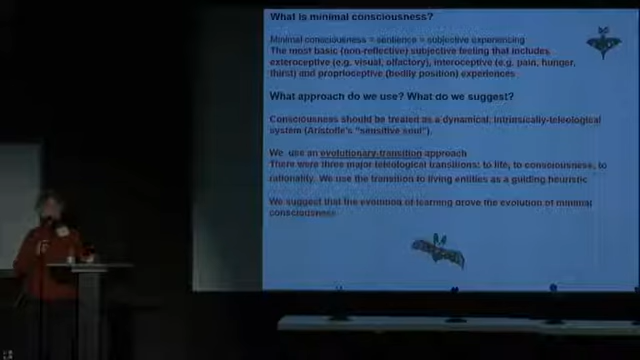 What is minimal consciousness?
Minimal consciousness = sentience = subjective experiencing
The most basic (non-reflective) subjective feeling that includes
exteroceptive (e.g. visual, olfactory), interoceptive (e.g. pain, hunger,
thirst) and proprioceptive (bodily position) experiences
What approach do we use? What do we suggest?
Consciousness should be treated as a dynamical, intrinsically-teleological
system (Aristotle's "sensitive soul").
We use an evolutionary-transition approach
There were three major teleological transitions: to life, to consciousness, to
rationality. We use the transition to living entities as a guiding heuristic
We suggest that the evolution of learning drove the evolution of minimal
consciousness